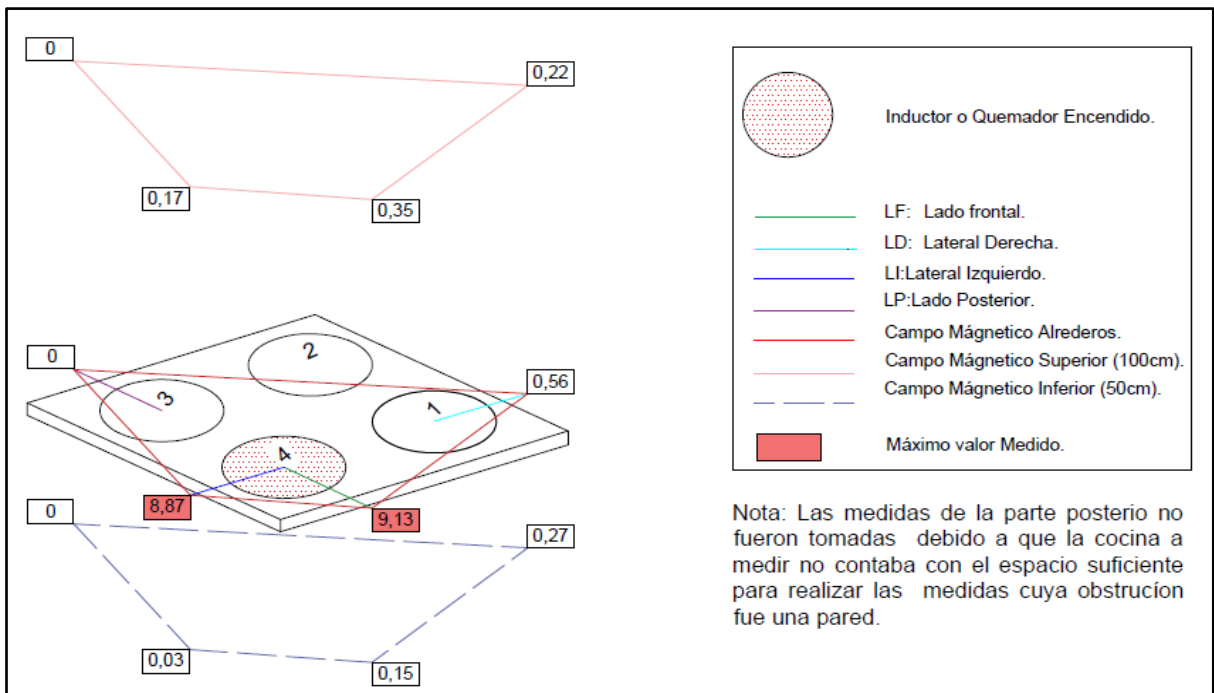 0
0,22
0,17
0,35
0
2
0,56
3
1
4
8,87
9,13
0
0,27
0,03
0,15
Inductor o Quemador Encendido.
LF: Lado frontal.
LD: Lateral Derecha.
LI:Lateral Izquierdo.
LP:Lado Posterior.
Campo Mágnetico Alrederos.
Campo Mágnetico Superior (100cm).
Campo Mágnetico Inferior (50cm).
Máximo valor Medido.
Nota: Las medidas de la parte posterio no
fueron tomadas debido a que la cocina a
medir no contaba con el espacio suficiente
para realizar las medidas cuya obstrucíon
fue una pared.